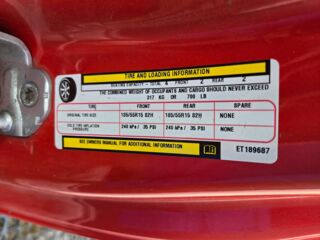 TIRE AND LOADING INFORMATION
SEATING CAPACITY - TOTAL 4 FRONT 2 REAR 2
THE COMBINED WEIGHT OF OCCUPANTS AND CARGO SHOULD NEVER EXCEED
317 KG OR 700 LB
TIRE FRONT REAR SPARE
ORIGINAL TIRE SIZE 185/55R15 82H 185/55R15 82H NONE
COLD TIRE INFLATION PRESSURE 240 kPa / 35 PSI 240 kPa / 35 PSI NONE
SEE OWNERS MANUAL FOR ADDITIONAL INFORMATION
ET189687